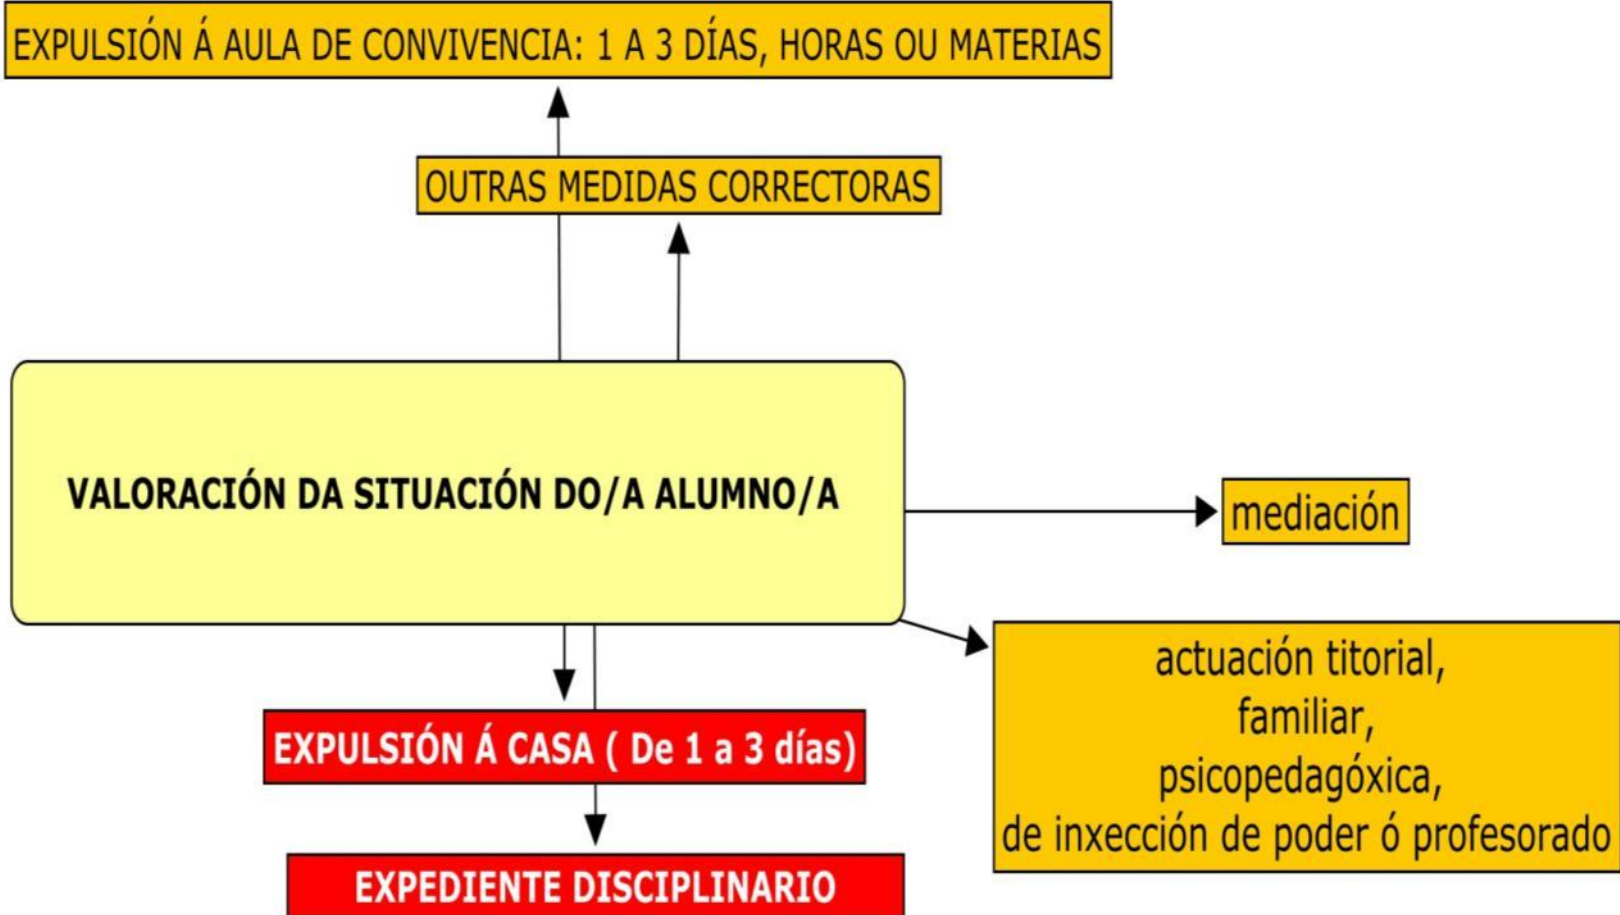 EXPULSIÓN Á AULA DE CONVIVENCIA: 1 A 3 DÍAS, HORAS OU MATERIAS
OUTRAS MEDIDAS CORRECTORAS
VALORACIÓN DA SITUACIÓN DO/A ALUMNO/A
mediación
actuación titorial,
familiar,
psicopedagóxica,
de inxección de poder ó profesorado
EXPULSIÓN Á CASA ( De 1 a 3 días)
EXPEDIENTE DISCIPLINARIO